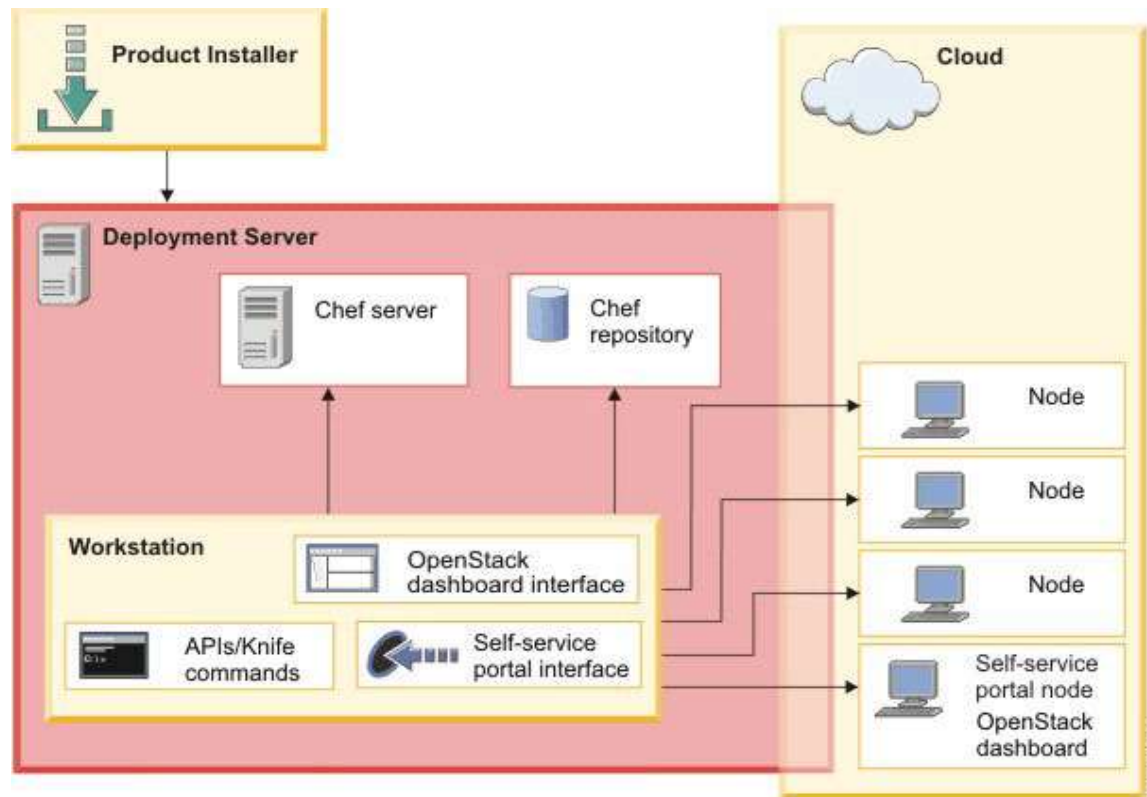 Product Installer
Cloud
Deployment Server
Chef server
Chef
repository
Node
Node
Node
Workstation
OpenStack
dashboard interface
APIs/Knife
commands
Self-service
portal interface
Self-service
portal node
OpenStack
dashboard